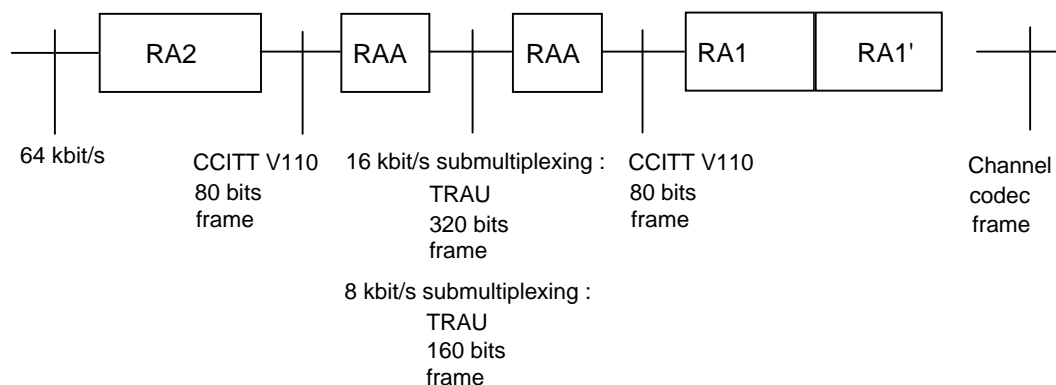 RA2
RAA
RAA
RA1
RA1'
64 kbit/s
CCITT V110
80 bits
frame
16 kbit/s submultiplexing :
TRAU
320 bits
frame
8 kbit/s submultiplexing :
TRAU
160 bits
frame
CCITT V110
80 bits
frame
Channel
codec
frame